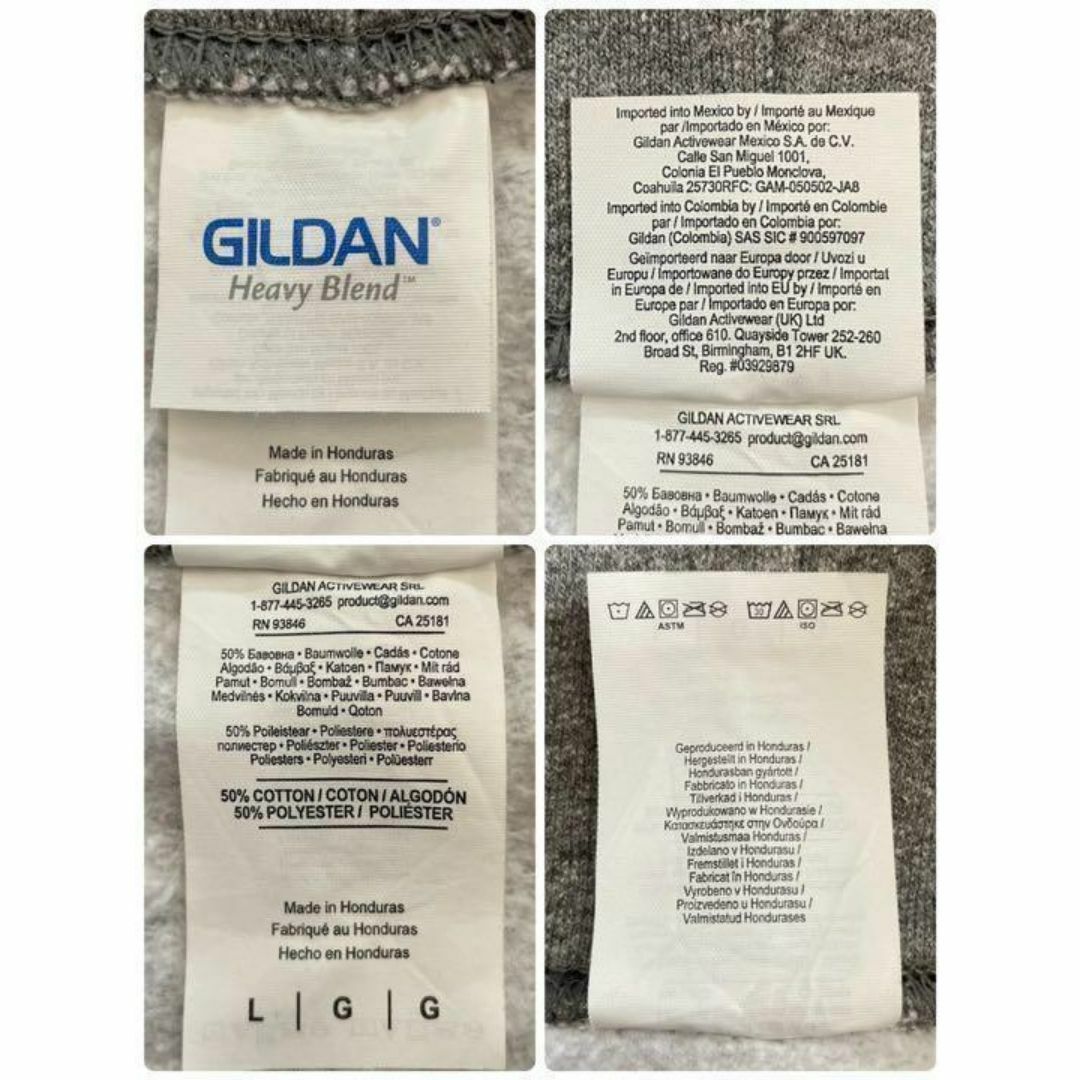 GILDAN®
Heavy Blend™
Made in Honduras
Fabriqué au Honduras
Hecho en Honduras
Imported into Mexico by / Importé au Mexique
par /Importado en México por:
Gildan Activewear Mexico S.A. de C.V.
Calle San Miguel 1001,
Colonia El Pueblo Monclova,
Coahuila 25730RFC: GAM-050502-JA8
Imported into Colombia by / Importé en Colombie
par / Importado en Colombia por:
Gildan (Colombia) SAS SIC # 900597097
Geïmporteerd naar Europa door / Uvozi u
Europu / Importowane do Europy przez / Importat
in Europa de / Imported into EU by / Importé en
Europe par / Importado en Europa por:
Gildan Activewear (UK) Ltd
2nd floor, office 610. Quayside Tower 252-260
Broad St, Birmingham, B1 2HF UK.
Reg. #03929879
GILDAN ACTIVEWEAR SRL
1-877-445-3265 product@gildan.com
RN 93846 CA 25181
50% Бавовна • Baumwolle • Cadás • Cotone
Algodão • Βάμβαξ • Katoen • Памук • Mit rád
Pamut • Bomull • Bombaž • Bumbac • Bawełna
GILDAN ACTIVEWEAR SRL
1-877-445-3265 product@gildan.com
RN 93846 CA 25181
50% Бавовна • Baumwolle • Cadás • Cotone
Algodão • Βάμβαξ • Katoen • Памук • Mit rád
Pamut • Bomull • Bombaž • Bumbac • Bawełna
Medvilnės • Kokvilna • Puuvilla • Puuvill • Bavlna
Bomuld • Qoton
50% Poileistear • Poliestere • πολυεστέρας
полиестер • Poliészter • Poliester • Poliesterio
Poliesters • Polyesteri • Polüesterr
50% COTTON / COTON / ALGODÓN
50% POLYESTER / POLIÉSTER
Made in Honduras
Fabriqué au Honduras
Hecho en Honduras
L | G | G
30
ASTM ISO
Geproduceerd in Honduras /
Hergestellt in Honduras /
Hondurasban gyártott /
Fabbricato in Honduras /
Tillverkad i Honduras /
Wyprodukowano w Hondurasie /
Κατασκευάστηκε στην Ονδούρα /
Valmistusmaa Honduras /
Izdelano v Hondurasu /
Fremstillet i Honduras /
Fabricat în Honduras /
Vyrobeno v Hondurasu /
Proizvedeno u Hondurasu /
Valmistatud Hondurases